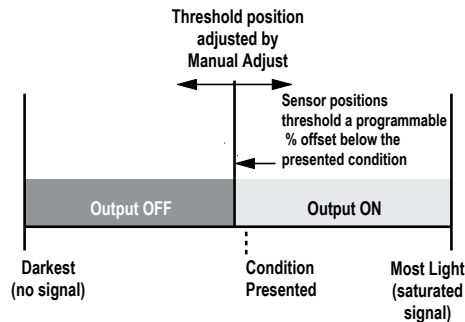 Threshold position
adjusted by
Manual Adjust
Sensor positions
threshold a programmable
% offset below the
presented condition
Output OFF
Output ON
Darkest
(no signal)
Condition
Presented
Most Light
(saturated
signal)